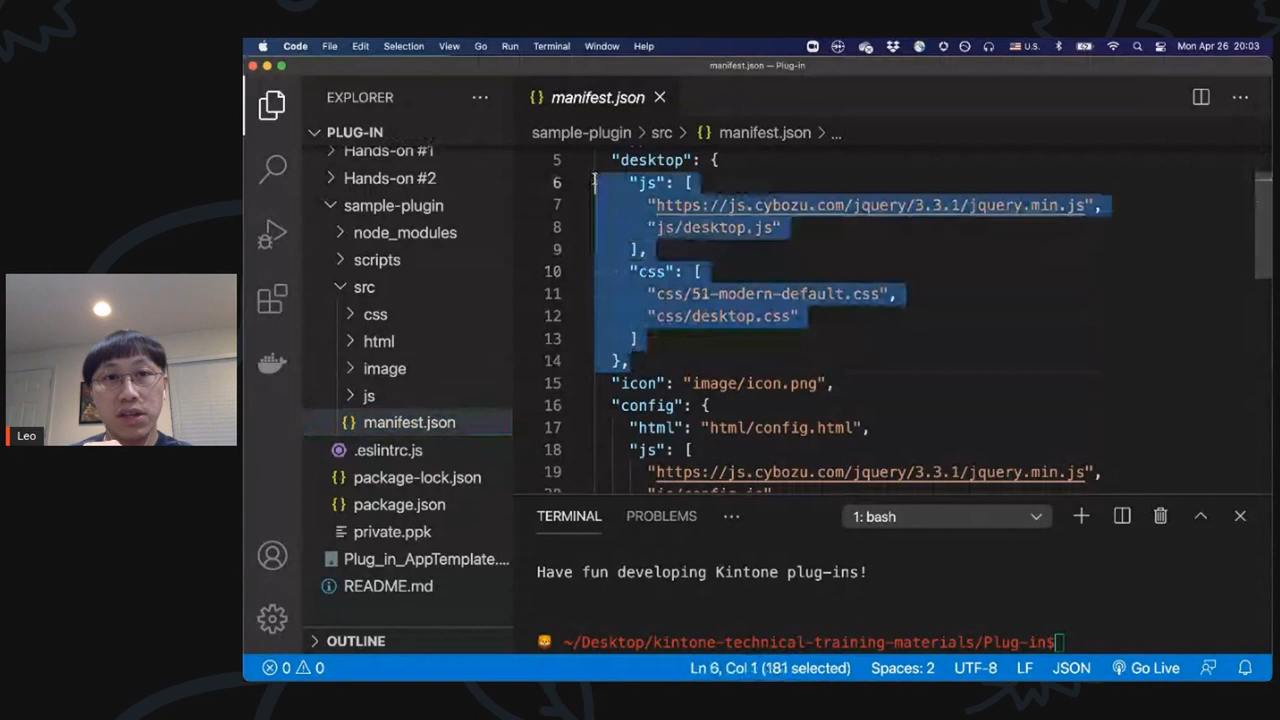 Code File Edit Selection View Go Run Terminal Window Help U.S. Mon Apr 26 20:03
manifest.json — Plug-in
EXPLORER
PLUG-IN
Hands-on #1
Hands-on #2
sample-plugin
node_modules
scripts
src
css
html
image
js
{} manifest.json
.eslintrc.js
{} package-lock.json
{} package.json
private.ppk
Plug_in_AppTemplate....
README.md
OUTLINE
{} manifest.json
sample-plugin > src > {} manifest.json > ...
5 "desktop": {
6 "js": [
7 "https://js.cybozu.com/jquery/3.3.1/jquery.min.js",
8 "js/desktop.js"
9 ],
10 "css": [
11 "css/51-modern-default.css",
12 "css/desktop.css"
13 ]
14 },
15 "icon": "image/icon.png",
16 "config": {
17 "html": "html/config.html",
18 "js": [
19 "https://js.cybozu.com/jquery/3.3.1/jquery.min.js",
TERMINAL PROBLEMS ... 1: bash
Have fun developing Kintone plug-ins!
~/Desktop/kintone-technical-training-materials/Plug-in$
0 0 Ln 6, Col 1 (181 selected) Spaces: 2 UTF-8 LF JSON Go Live
Leo